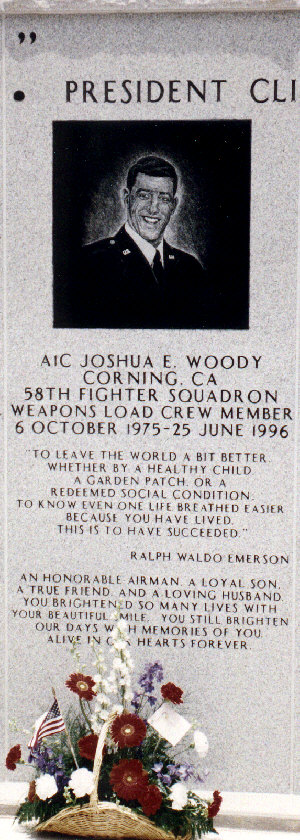 "
• PRESIDENT CLI
A1C JOSHUA E. WOODY
CORNING, CA
58TH FIGHTER SQUADRON
WEAPONS LOAD CREW MEMBER
6 OCTOBER 1975-25 JUNE 1996
"TO LEAVE THE WORLD A BIT BETTER
WHETHER BY A HEALTHY CHILD,
A GARDEN PATCH, OR A
REDEEMED SOCIAL CONDITION;
TO KNOW EVEN ONE LIFE BREATHED EASIER
BECAUSE YOU HAVE LIVED.
THIS IS TO HAVE SUCCEEDED."
RALPH WALDO EMERSON
AN HONORABLE AIRMAN, A LOYAL SON,
A TRUE FRIEND, AND A LOVING HUSBAND.
YOU BRIGHTENED SO MANY LIVES WITH
YOUR BEAUTIFUL SMILE. YOU STILL BRIGHTEN
OUR DAYS WITH MEMORIES OF YOU
ALIVE IN OUR HEARTS FOREVER.